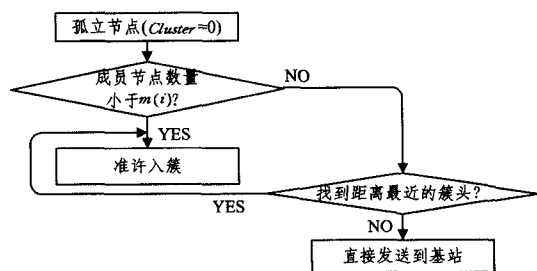 孤立节点(Cluster=0)
成员节点数量
小于m(i)?
NO
YES
准许入簇
找到距离最近的簇头?
YES
NO
直接发送到基站